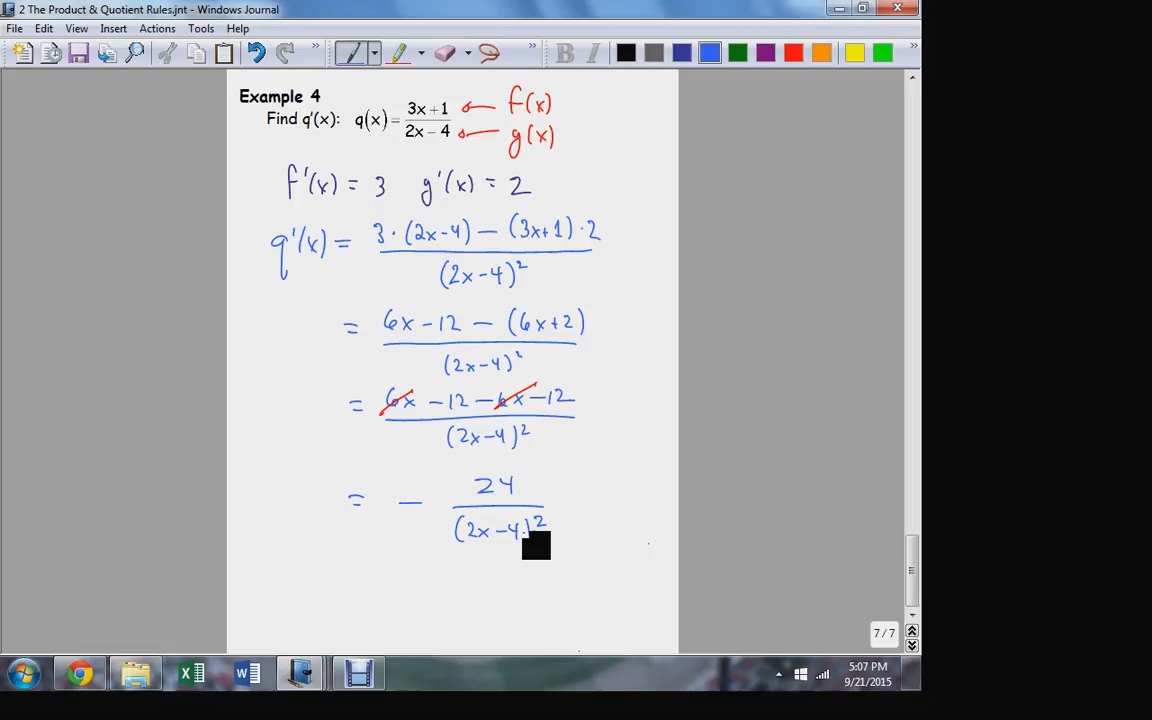 2 The Product & Quotient Rules.jnt - Windows Journal
File Edit View Insert Actions Tools Help
B I
Example 4
Find q'(x): q(x) = 3x + 1 / 2x – 4
← f(x)
← g(x)
f'(x) = 3 g'(x) = 2
q'(x) = 3 · (2x-4) – (3x+1) · 2 / (2x-4)²
= 6x - 12 – (6x+2) / (2x-4)²
= 6x - 12 – 6x – 12 / (2x-4)²
= – 24 / (2x-4)²
7/7
5:07 PM
9/21/2015